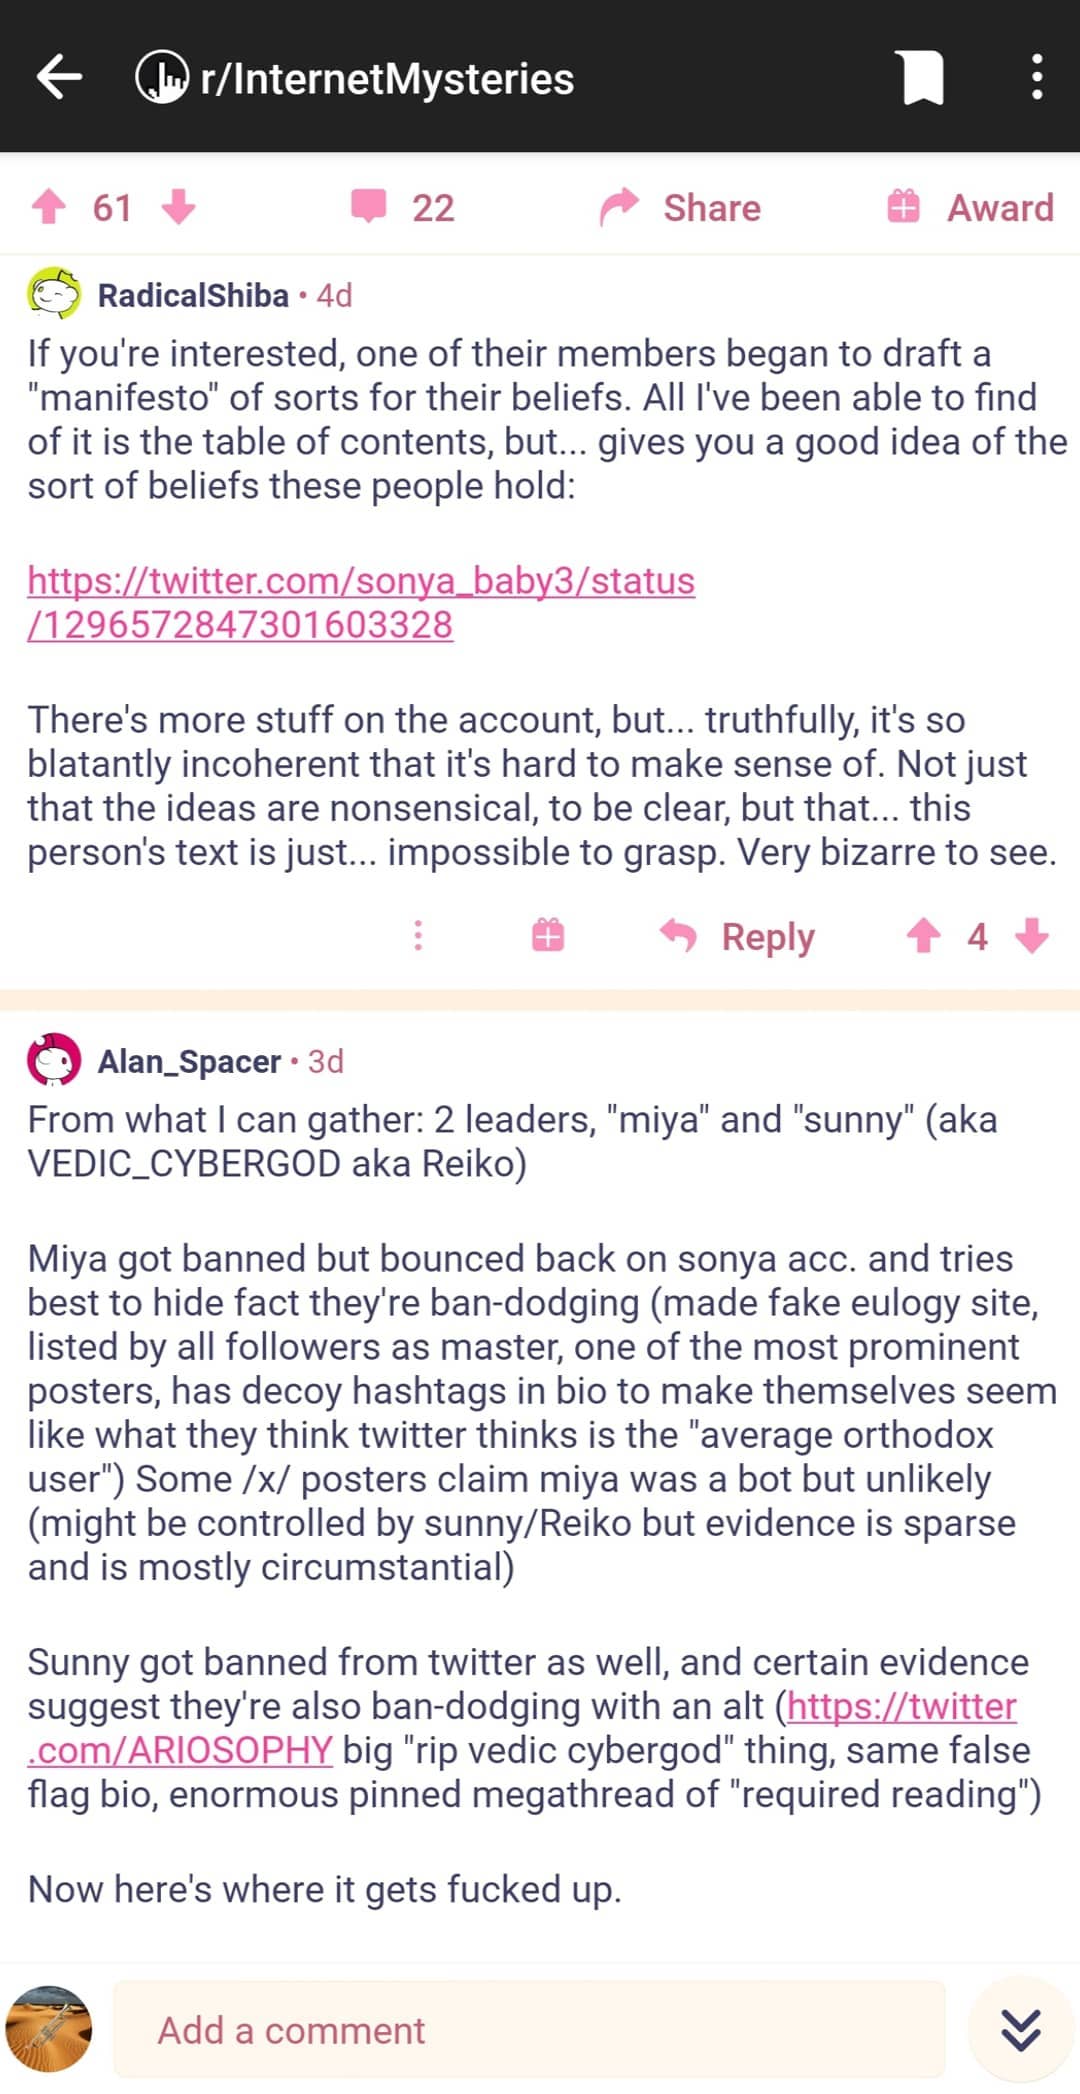 r/InternetMysteries
61
22
Share
Award
RadicalShiba • 4d
If you're interested, one of their members began to draft a
"manifesto" of sorts for their beliefs. All I've been able to find
of it is the table of contents, but... gives you a good idea of the
sort of beliefs these people hold:
https://twitter.com/sonya_baby3/status
/1296572847301603328
There's more stuff on the account, but... truthfully, it's so
blatantly incoherent that it's hard to make sense of. Not just
that the ideas are nonsensical, to be clear, but that... this
person's text is just... impossible to grasp. Very bizarre to see.
Reply
4
Alan_Spacer • 3d
From what I can gather: 2 leaders, "miya" and "sunny" (aka
VEDIC_CYBERGOD aka Reiko)
Miya got banned but bounced back on sonya acc. and tries
best to hide fact they're ban-dodging (made fake eulogy site,
listed by all followers as master, one of the most prominent
posters, has decoy hashtags in bio to make themselves seem
like what they think twitter thinks is the "average orthodox
user") Some /x/ posters claim miya was a bot but unlikely
(might be controlled by sunny/Reiko but evidence is sparse
and is mostly circumstantial)
Sunny got banned from twitter as well, and certain evidence
suggest they're also ban-dodging with an alt (https://twitter
.com/ARIOSOPHY big "rip vedic cybergod" thing, same false
flag bio, enormous pinned megathread of "required reading")
Now here's where it gets fucked up.
Add a comment